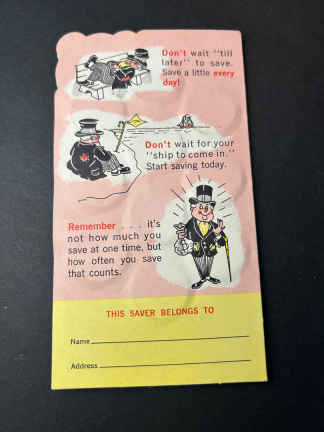 Don't wait "till
later" to save.
Save a little every
day!
Don't wait for your
"ship to come in."
Start saving today.
Remember . . . it's
not how much you
save at one time, but
how often you save
that counts.
THIS SAVER BELONGS TO
Name
Address